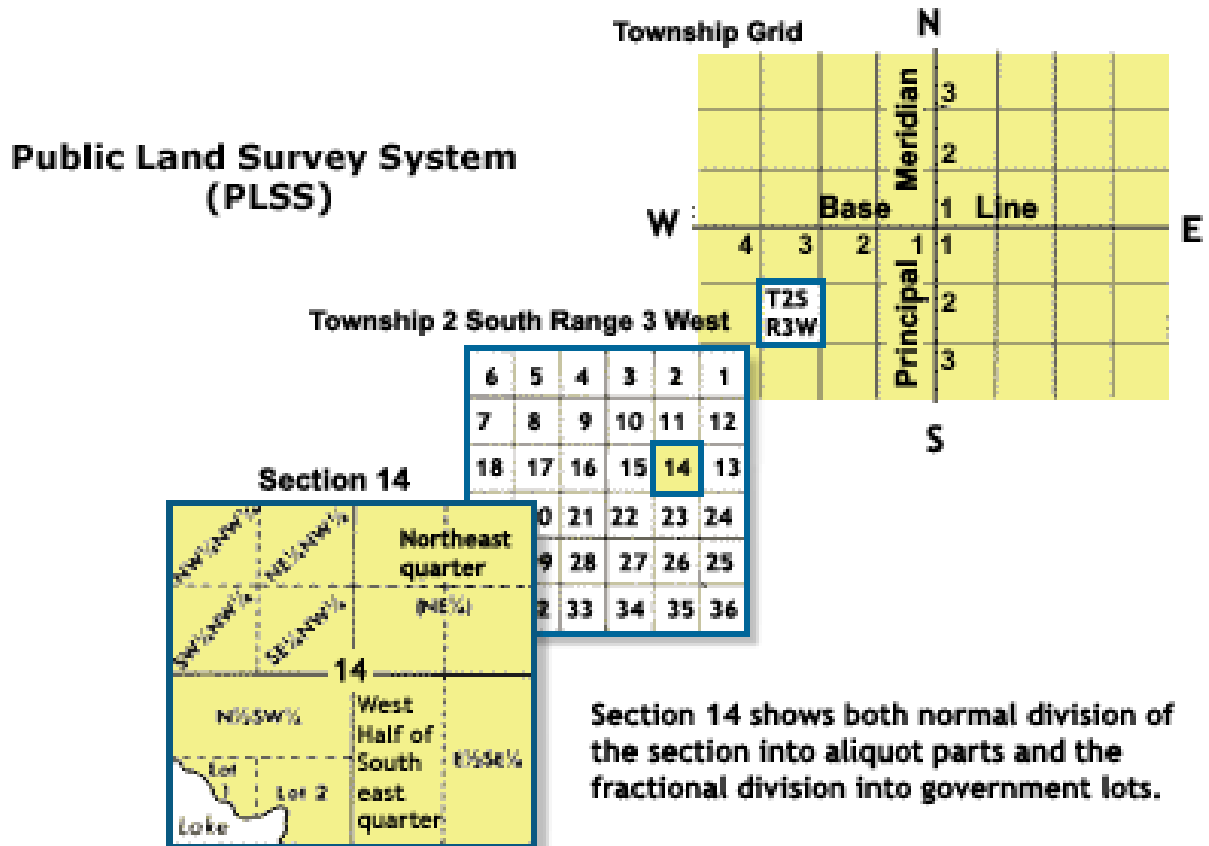 Township Grid
N
Public Land Survey System
(PLSS)
Meridian
3
2
1
Base Line
W
E
4 3 2 1 1
Principal
2
3
T2S
R3W
S
Township 2 South Range 3 West
6 5 4 3 2 1
7 8 9 10 11 12
18 17 16 15 14 13
0 21 22 23 24
9 28 27 26 25
2 33 34 35 36
Section 14
NW¼NW¼
NE¼NW¼
SW¼NW¼
SE¼NW¼
Northeast
quarter
(NE¼)
14
N½SW¼
West
Half of
South
east
quarter
E½SE¼
Lot
1
Lot 2
Lake
Section 14 shows both normal division of
the section into aliquot parts and the
fractional division into government lots.